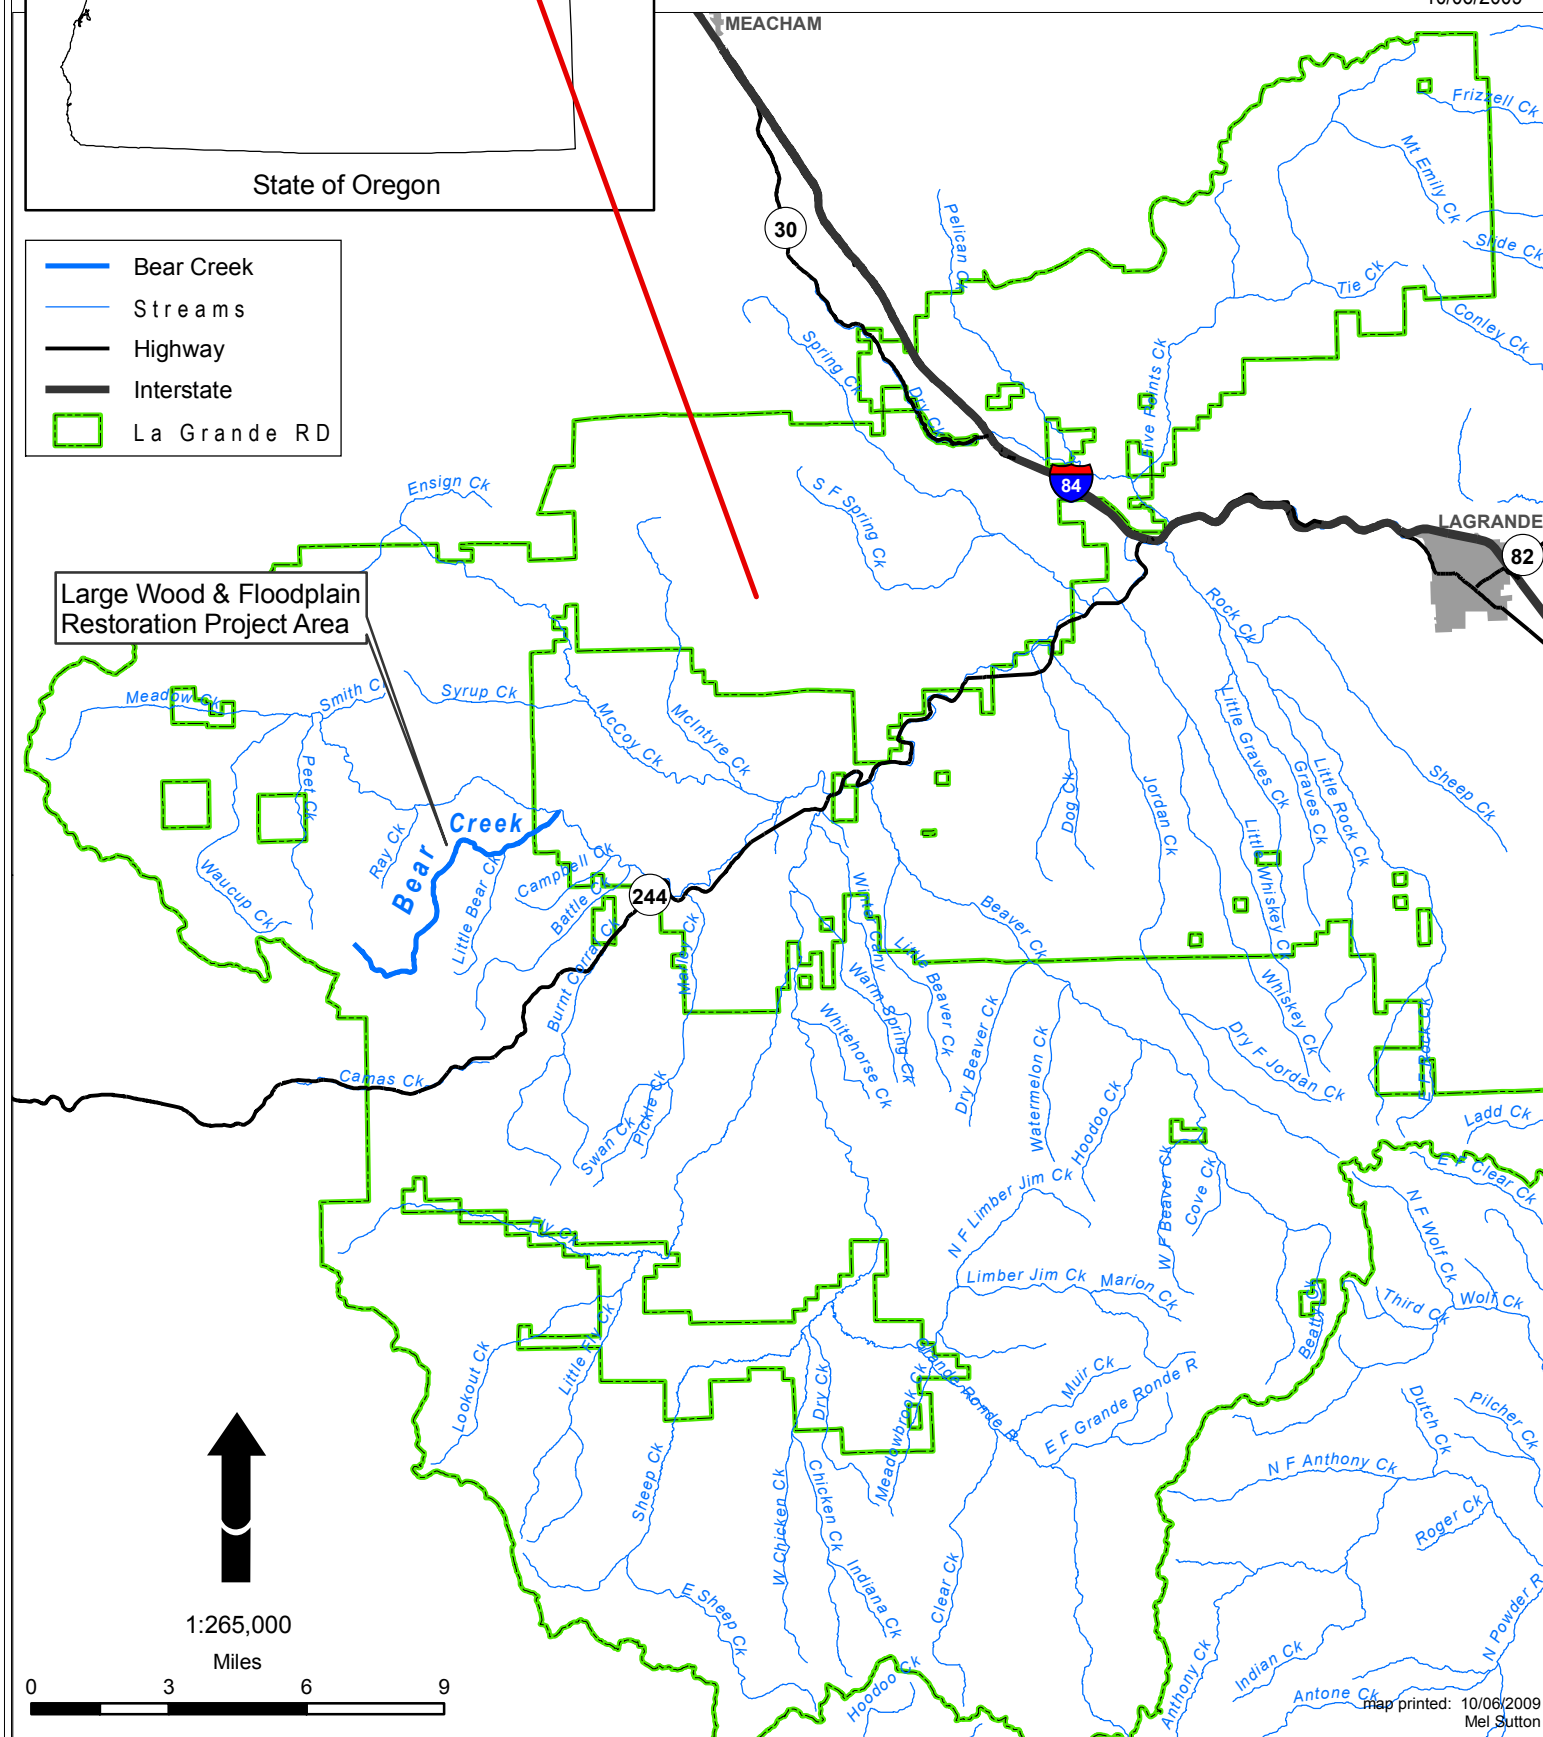 MEACHAM
State of Oregon
Bear Creek
Streams
Highway
Interstate
La Grande RD
30
Pelican Ck
Frizzell Ck
Mt Emily Ck
Slide Ck
Tie Ck
Conley Ck
Spring Ck
Dry Ck
Five Points Ck
84
S F Spring Ck
Ensign Ck
LAGRANDE
82
Large Wood & Floodplain
Restoration Project Area
Rock Ck
Meadow Ck
Smith C
Syrup Ck
McCoy Ck
McIntyre Ck
Peet Ck
Little Graves Ck
Graves Ck
Little Rock Ck
Sheep Ck
Dog Ck
Jordan Ck
Ray Ck
Bear Creek
Little Bear Ck
Campbell Ck
Battle Ck
244
Waucup Ck
Winter Cany
Beaver Ck
Little Whiskey Ck
Burnt Corral Ck
Marley Ck
Little Beaver Ck
Warm Spring Ck
Whitehorse Ck
Dry Beaver Ck
Watermelon Ck
Whiskey Ck
Dry F Jordan Ck
E F Rock Ck
Camas Ck
Swan Ck
Pickle Ck
Hoodoo Ck
Ladd Ck
N F Limber Jim Ck
W F Beaver Ck
Cove Ck
E F Clear Ck
N F Wolf Ck
Fly Ck
Limber Jim Ck
Marion Ck
Beatty Ck
Third Ck
Wolf Ck
Lookout Ck
Little Fly Ck
Dry Ck
Meadowbrook Ck
Grande Ronde R
Muir Ck
E F Grande Ronde R
Dutch Ck
Pilcher Ck
Sheep Ck
W Chicken Ck
Chicken Ck
N F Anthony Ck
Roger Ck
E Sheep Ck
Indiana Ck
Clear Ck
Hoodoo Ck
Anthony Ck
Indian Ck
Antone Ck
N Powder R
1:265,000
Miles
0 3 6 9
map printed: 10/06/2009
Mel Sutton